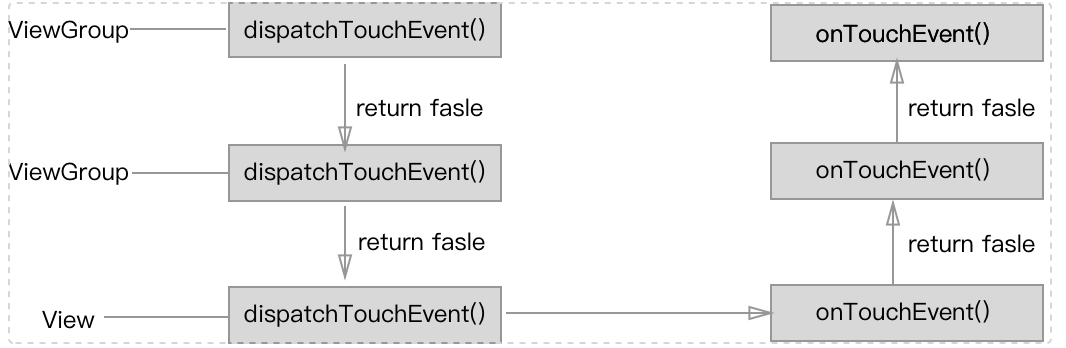 ViewGroup
dispatchTouchEvent()
onTouchEvent()
return fasle
return fasle
ViewGroup
dispatchTouchEvent()
onTouchEvent()
return fasle
return fasle
View
dispatchTouchEvent()
onTouchEvent()